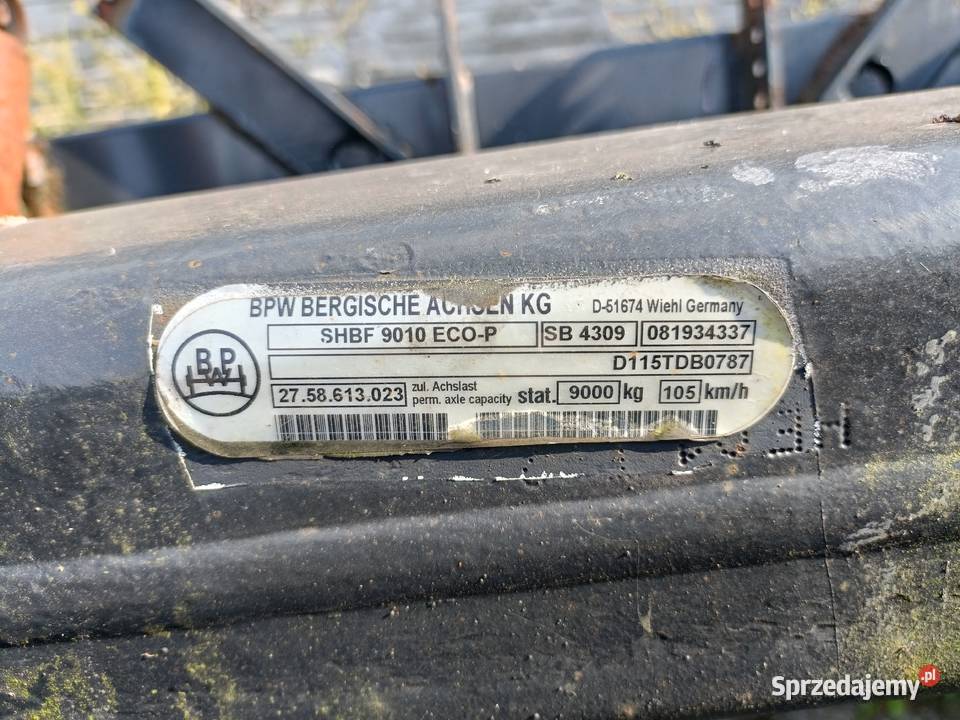 BPW BERGISCHE ACHSEN KG D-51674 Wiehl Germany
SHBF 9010 ECO-P SB 4309 081934337
BPW
D115TDB0787
27.58.613.023 zul. Achslast
perm. axle capacity stat. 9000 kg 105 km/h
Sprzedajemy.pl